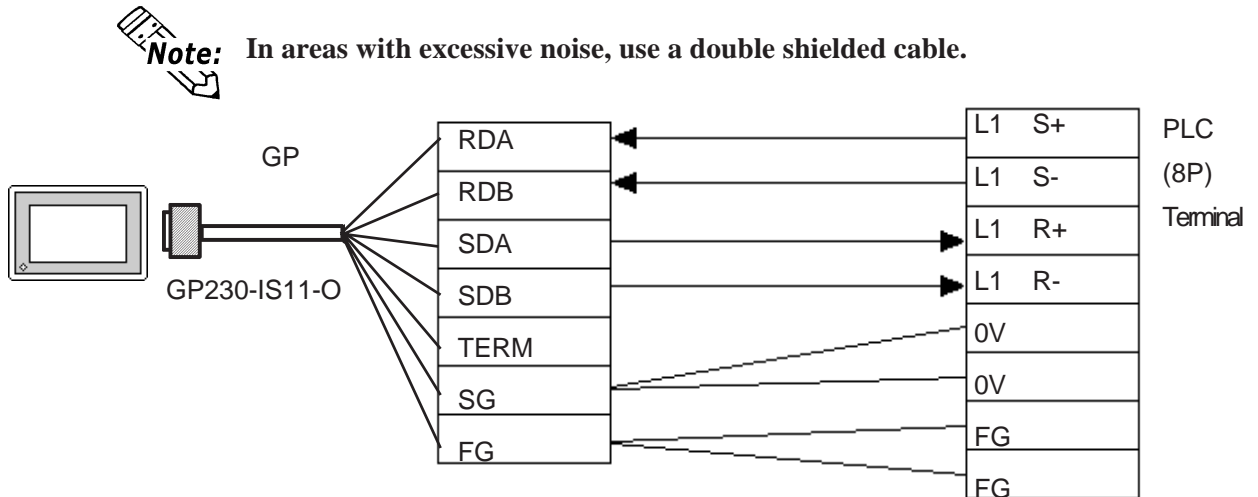 Note: In areas with excessive noise, use a double shielded cable.
GP
GP230-IS11-O
RDA
RDB
SDA
SDB
TERM
SG
FG
L1 S+
L1 S-
L1 R+
L1 R-
0V
0V
FG
FG
PLC
(8P)
Terminal